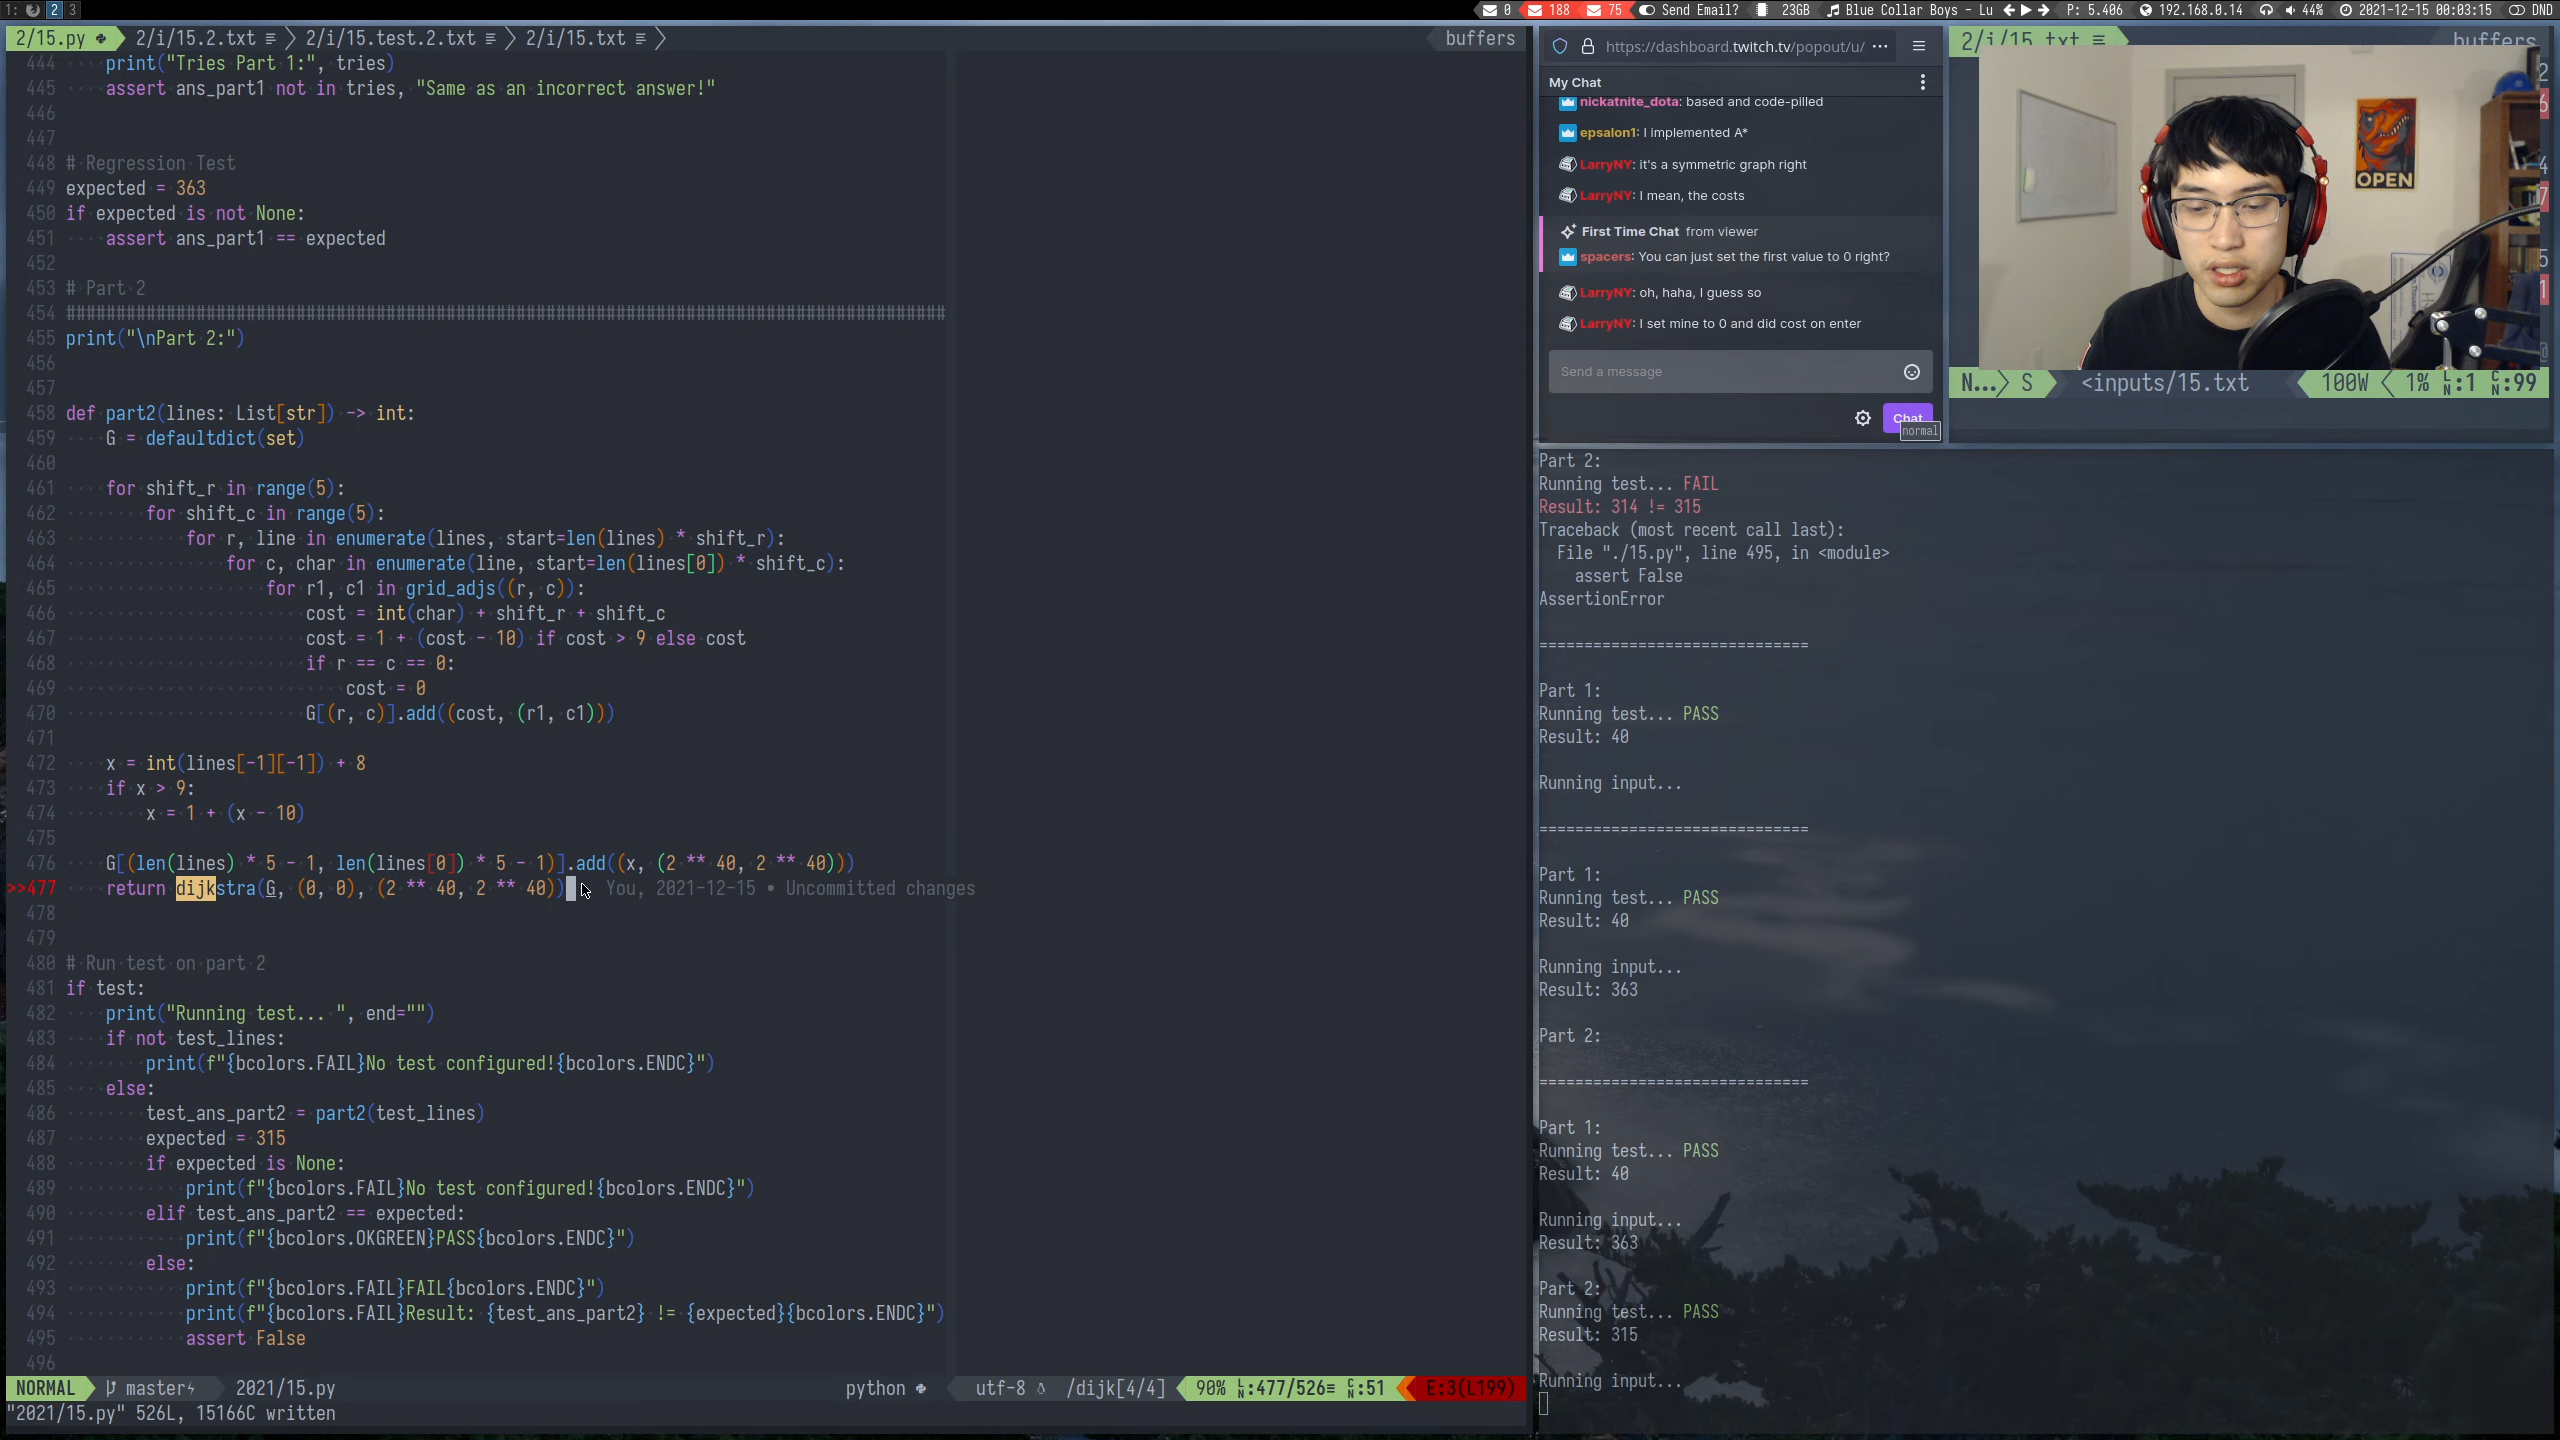 1: 2 3
0 188 75 Send Email? 23GB Blue Collar Boys - Lu P: 5.406 192.168.0.14 44% 2021-12-15 00:03:15 DND
2/15.py 2/i/15.2.txt 2/i/15.test.2.txt 2/i/15.txt buffers
444 print("Tries Part 1:", tries)
445 assert ans_part1 not in tries, "Same as an incorrect answer!"
446
447
448 # Regression Test
449 expected = 363
450 if expected is not None:
451 assert ans_part1 == expected
452
453 # Part 2
454 ########################################################################################
455 print("\nPart 2:")
456
457
458 def part2(lines: List[str]) -> int:
459 G = defaultdict(set)
460
461 for shift_r in range(5):
462 for shift_c in range(5):
463 for r, line in enumerate(lines, start=len(lines) * shift_r):
464 for c, char in enumerate(line, start=len(lines[0]) * shift_c):
465 for r1, c1 in grid_adjs((r, c)):
466 cost = int(char) + shift_r + shift_c
467 cost = 1 + (cost - 10) if cost > 9 else cost
468 if r == c == 0:
469 cost = 0
470 G[(r, c)].add((cost, (r1, c1)))
471
472 x = int(lines[-1][-1]) + 8
473 if x > 9:
474 x = 1 + (x - 10)
475
476 G[(len(lines) * 5 - 1, len(lines[0]) * 5 - 1)].add((x, (2 ** 40, 2 ** 40)))
>>477 return dijkstra(G, (0, 0), (2 ** 40, 2 ** 40)) You, 2021-12-15 • Uncommitted changes
478
479
480 # Run test on part 2
481 if test:
482 print("Running test... ", end="")
483 if not test_lines:
484 print(f"{bcolors.FAIL}No test configured!{bcolors.ENDC}")
485 else:
486 test_ans_part2 = part2(test_lines)
487 expected = 315
488 if expected is None:
489 print(f"{bcolors.FAIL}No test configured!{bcolors.ENDC}")
490 elif test_ans_part2 == expected:
491 print(f"{bcolors.OKGREEN}PASS{bcolors.ENDC}")
492 else:
493 print(f"{bcolors.FAIL}FAIL{bcolors.ENDC}")
494 print(f"{bcolors.FAIL}Result: {test_ans_part2} != {expected}{bcolors.ENDC}")
495 assert False
496
NORMAL master 2021/15.py python utf-8 /dijk[4/4] 90% LN:477/526 CN:51 E:3(L199)
"2021/15.py" 526L, 15166C written
https://dashboard.twitch.tv/popout/u/ ···
My Chat
nickatnite_dota: based and code-pilled
epsalon1: I implemented A*
LarryNY: it's a symmetric graph right
LarryNY: I mean, the costs
First Time Chat from viewer
spacers: You can just set the first value to 0 right?
LarryNY: oh, haha, I guess so
LarryNY: I set mine to 0 and did cost on enter
Send a message
Chat
normal
2/i/15.txt buffers
2
6
4
7
5
1
OPEN
N... S <inputs/15.txt 100W 1% LN:1 CN:99
Part 2:
Running test... FAIL
Result: 314 != 315
Traceback (most recent call last):
File "./15.py", line 495, in <module>
assert False
AssertionError
==============================
Part 1:
Running test... PASS
Result: 40
Running input...
==============================
Part 1:
Running test... PASS
Result: 40
Running input...
Result: 363
Part 2:
==============================
Part 1:
Running test... PASS
Result: 40
Running input...
Result: 363
Part 2:
Running test... PASS
Result: 315
Running input...